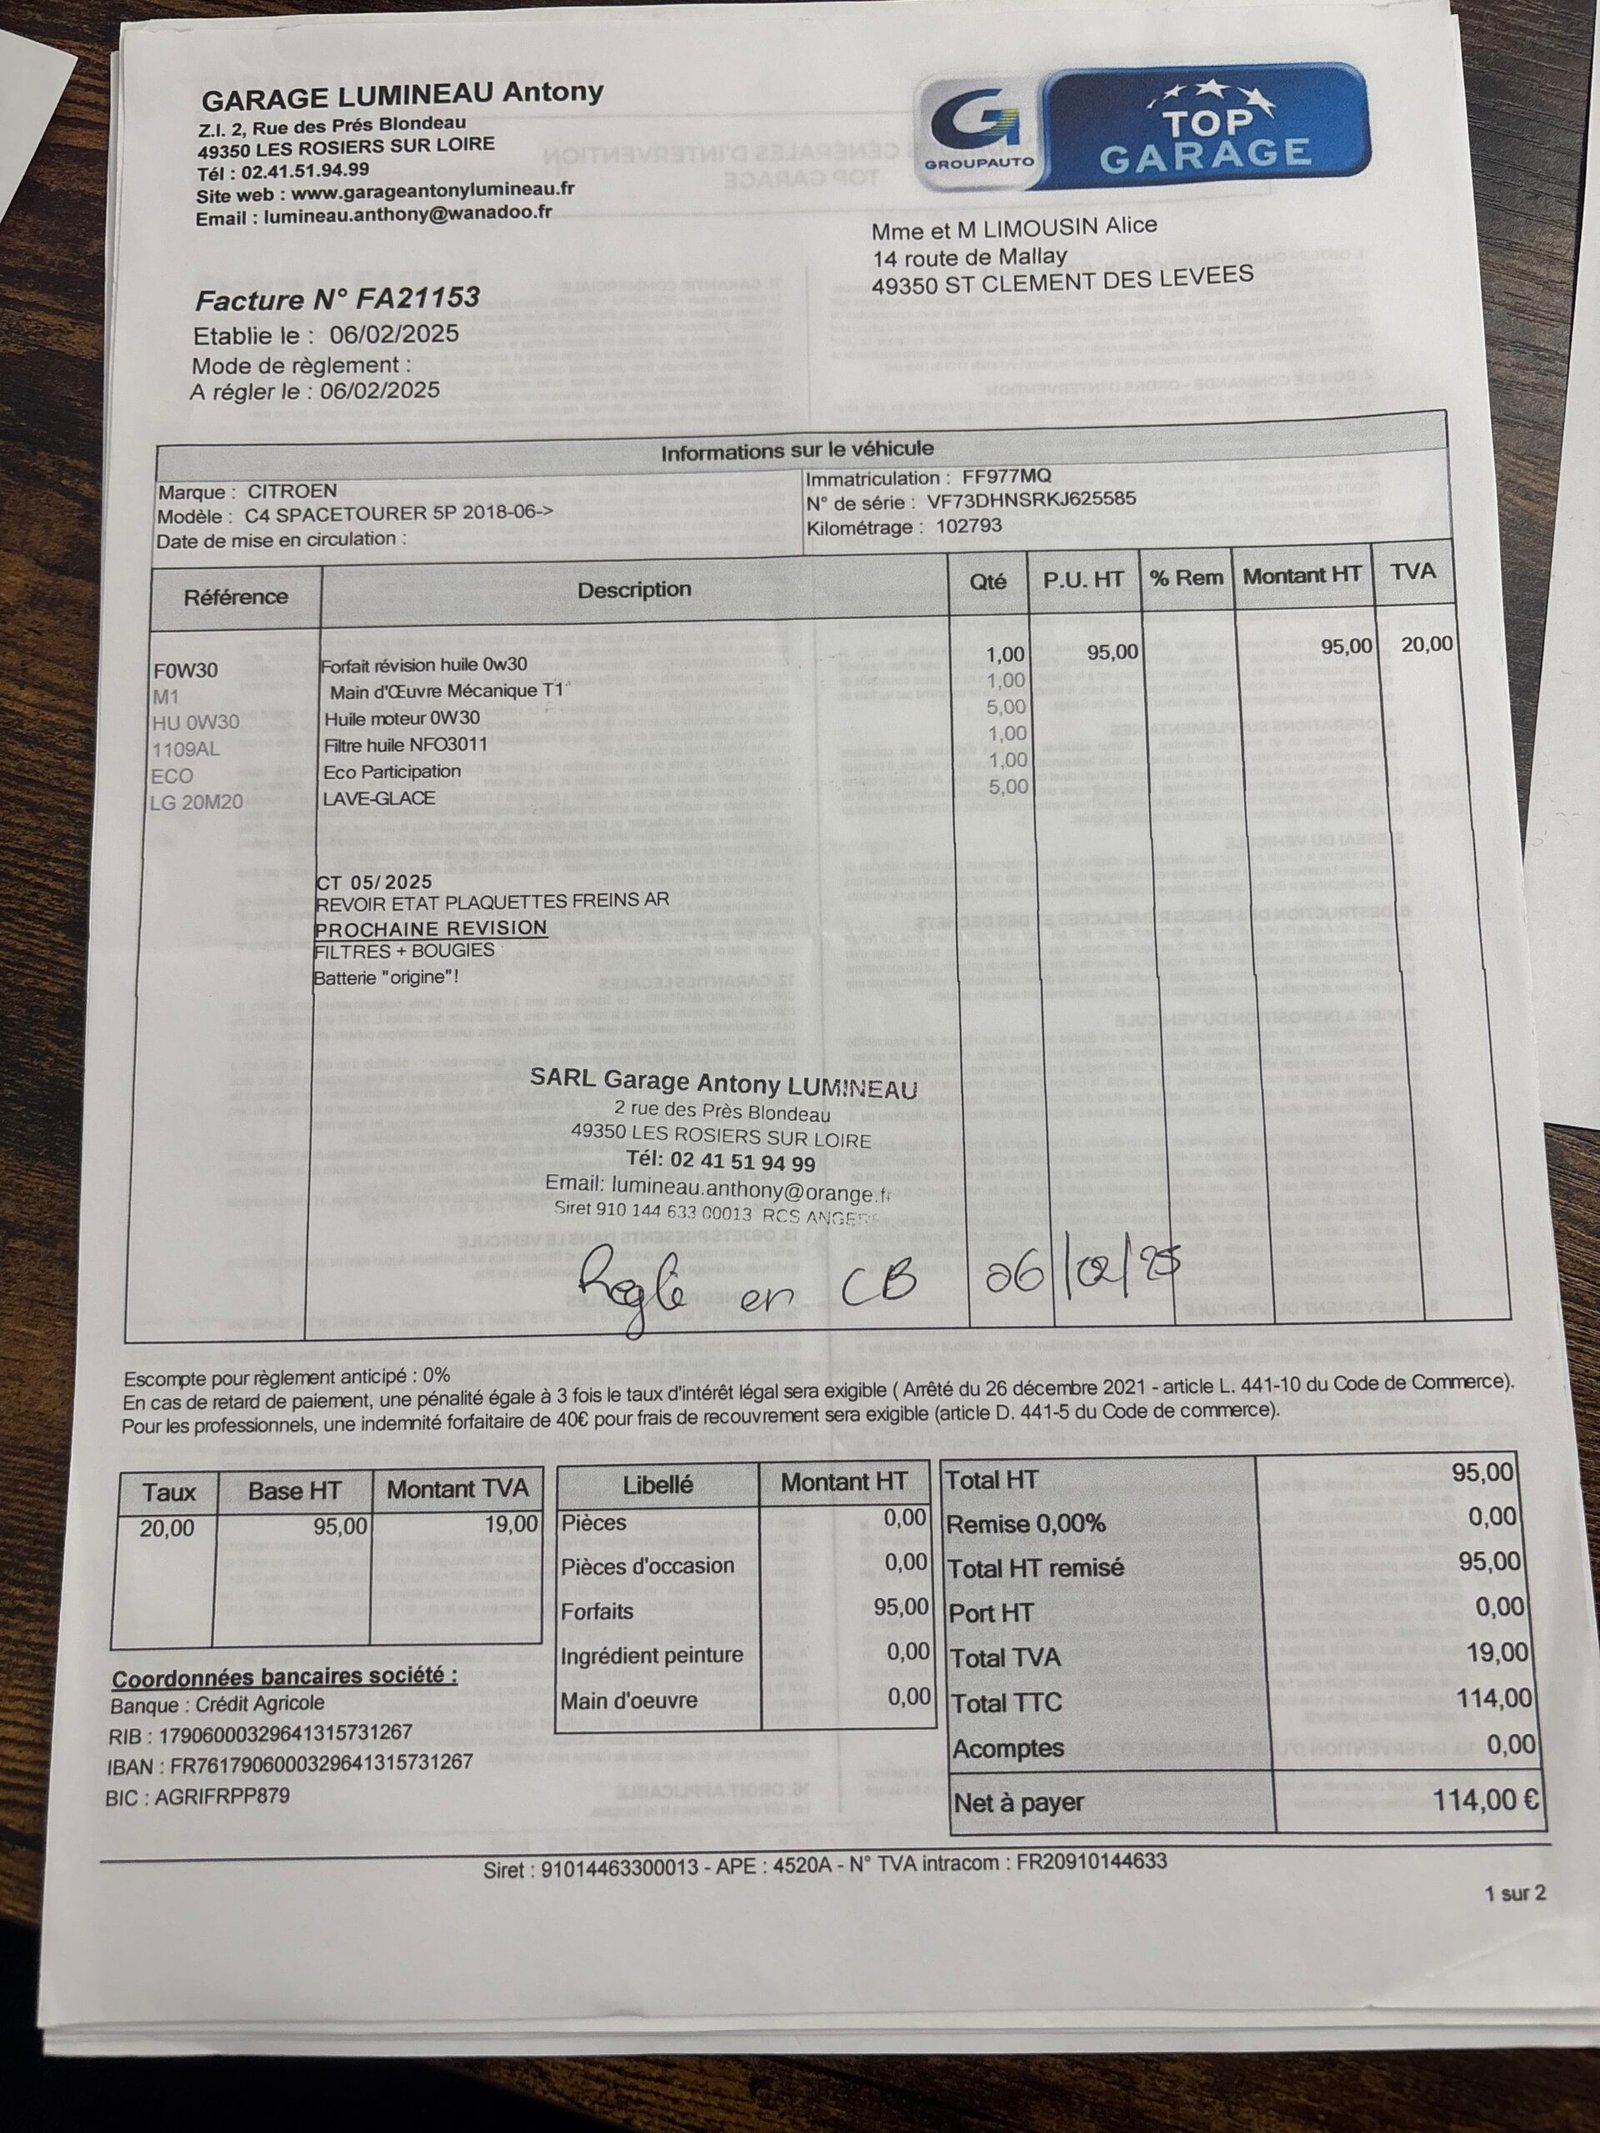 GARAGE LUMINEAU Antony
Z.I. 2, Rue des Prés Blondeau
49350 LES ROSIERS SUR LOIRE
Tél : 02.41.51.94.99
Site web : www.garageantonylumineau.fr
Email : lumineau.anthony@wanadoo.fr
GROUPAUTO
TOP GARAGE
Mme et M LIMOUSIN Alice
14 route de Mallay
49350 ST CLEMENT DES LEVEES
Facture N° FA21153
Etablie le : 06/02/2025
Mode de règlement :
A régler le : 06/02/2025
Informations sur le véhicule
Marque : CITROEN
Modèle : C4 SPACETOURER 5P 2018-06->
Date de mise en circulation :
Immatriculation : FF977MQ
N° de série : VF73DHNSRKJ625585
Kilométrage : 102793
Référence Description Qté P.U. HT % Rem Montant HT TVA
F0W30 Forfait révision huile 0w30 1,00 95,00 95,00 20,00
M1 Main d'Œuvre Mécanique T1 1,00
HU 0W30 Huile moteur 0W30 5,00
1109AL Filtre huile NFO3011 1,00
ECO Eco Participation 1,00
LG 20M20 LAVE-GLACE 5,00
CT 05/2025
REVOIR ETAT PLAQUETTES FREINS AR
PROCHAINE REVISION
FILTRES + BOUGIES
Batterie "origine"!
SARL Garage Antony LUMINEAU
2 rue des Près Blondeau
49350 LES ROSIERS SUR LOIRE
Tél: 02 41 51 94 99
Email: lumineau.anthony@orange.fr
Siret 910 144 633 00013 RCS ANGERS
Reglé en CB 06/02/25
Escompte pour règlement anticipé : 0%
En cas de retard de paiement, une pénalité égale à 3 fois le taux d'intérêt légal sera exigible ( Arrêté du 26 décembre 2021 - article L. 441-10 du Code de Commerce).
Pour les professionnels, une indemnité forfaitaire de 40€ pour frais de recouvrement sera exigible (article D. 441-5 du Code de commerce).
Taux Base HT Montant TVA
20,00 95,00 19,00
Libellé Montant HT
Pièces 0,00
Pièces d'occasion 0,00
Forfaits 95,00
Ingrédient peinture 0,00
Main d'oeuvre 0,00
Total HT 95,00
Remise 0,00% 0,00
Total HT remisé 95,00
Port HT 0,00
Total TVA 19,00
Total TTC 114,00
Acomptes 0,00
Net à payer 114,00 €
Coordonnées bancaires société :
Banque : Crédit Agricole
RIB : 17906000329641315731267
IBAN : FR7617906000329641315731267
BIC : AGRIFRPP879
Siret : 91014463300013 - APE : 4520A - N° TVA intracom : FR20910144633
1 sur 2